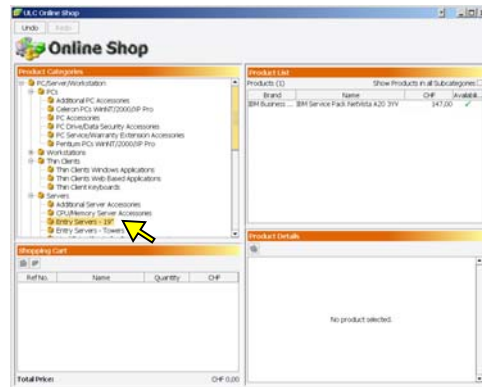 ULC Online Shop
Undo Redo
Online Shop
Product Categories
PC/Server/Workstation
PCs
Additional PC Accessories
Celeron PCs WinNT/2000/XP Pro
PC Accessories
PC Drive/Data Security Accessories
PC Service/Warranty Extension Accessories
Pentium PCs WinNT/2000/XP Pro
Workstations
Thin Clients
Thin Clients Windows Applications
Thin Clients Web Based Applications
Thin Client Keyboards
Servers
Additional Server Accessories
CPU/Memory Server Accessories
Entry Servers - 19"
Entry Servers - Towers
Shopping Cart
Ref No. Name Quantity CHF
Total Price: CHF 0,00
Product List
Products (1) Show Products in all Subcategories:
Brand Name CHF Availabili...
IBM Business ... IBM Service Pack NetVista A20 3YV 147,00
Product Details
No product selected.